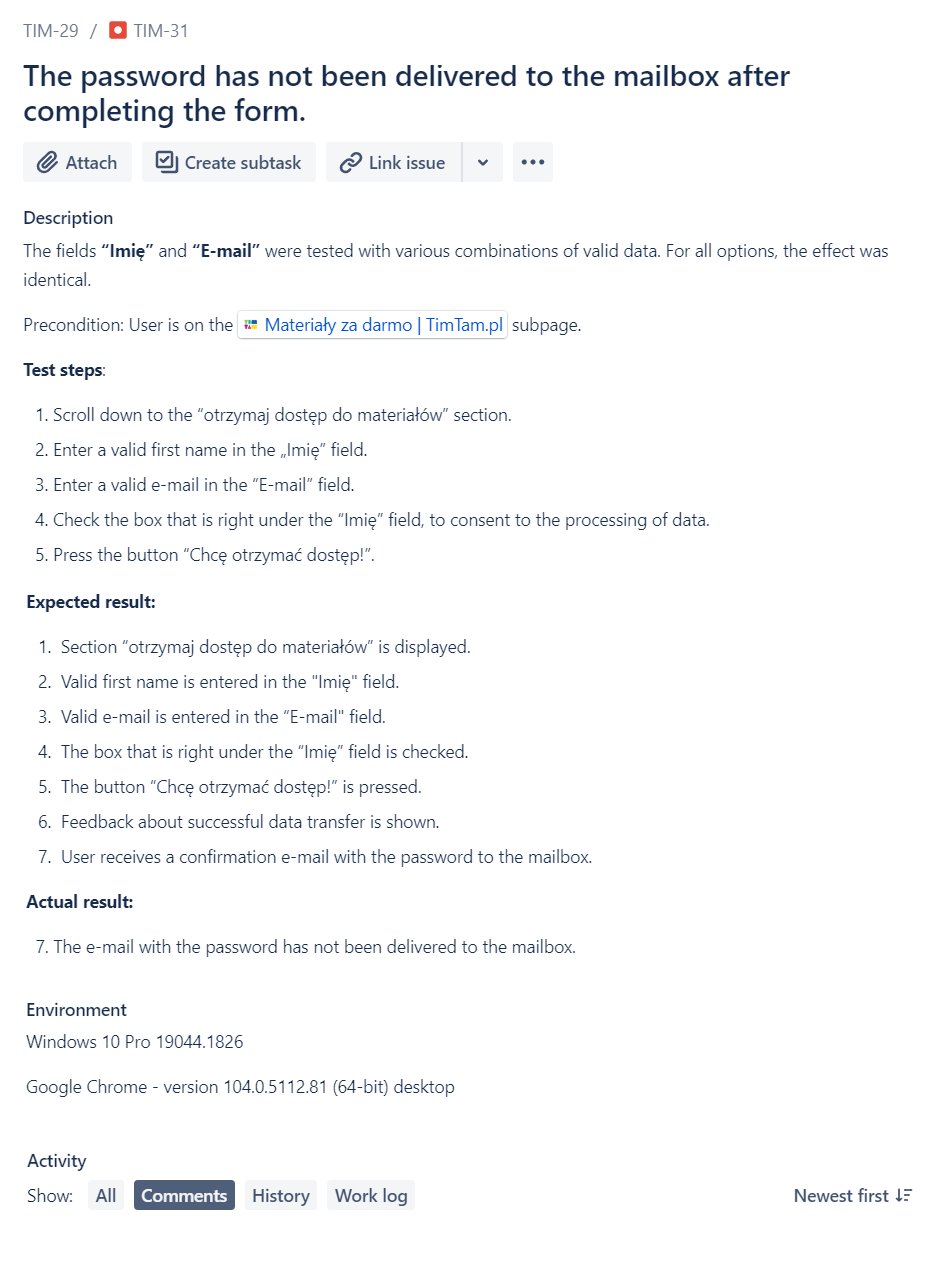 TIM-29 / TIM-31
The password has not been delivered to the mailbox after
completing the form.
Attach Create subtask Link issue
Description
The fields “Imię” and “E-mail” were tested with various combinations of valid data. For all options, the effect was
identical.
Precondition: User is on the Materiały za darmo | TimTam.pl subpage.
Test steps:
1. Scroll down to the “otrzymaj dostęp do materiałów” section.
2. Enter a valid first name in the „Imię” field.
3. Enter a valid e-mail in the “E-mail” field.
4. Check the box that is right under the “Imię” field, to consent to the processing of data.
5. Press the button “Chcę otrzymać dostęp!”.
Expected result:
1. Section “otrzymaj dostęp do materiałów” is displayed.
2. Valid first name is entered in the "Imię" field.
3. Valid e-mail is entered in the “E-mail" field.
4. The box that is right under the “Imię” field is checked.
5. The button “Chcę otrzymać dostęp!” is pressed.
6. Feedback about successful data transfer is shown.
7. User receives a confirmation e-mail with the password to the mailbox.
Actual result:
7. The e-mail with the password has not been delivered to the mailbox.
Environment
Windows 10 Pro 19044.1826
Google Chrome - version 104.0.5112.81 (64-bit) desktop
Activity
Show: All Comments History Work log Newest first